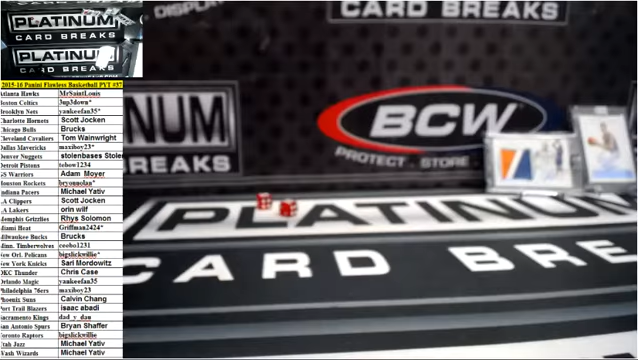 PLATINUM
CARD BREAKS
PLATINUM
DISPLAY
CARD BREAKS
2015-16 Panini Flawless Basketball PYT #37
Atlanta Hawks MrSaintLouis
Boston Celtics 3up3down*
Brooklyn Nets yankeefan35*
Charlotte Hornets Scott Jocken
Chicago Bulls Brucks
Cleveland Cavaliers Tom Wainwright
Dallas Mavericks maxiboy23*
Denver Nuggets stolenbases Stolen
Detroit Pistons tebow1234
GS Warriors Adam Moyer
Houston Rockets bryounolan*
Indiana Pacers Michael Yativ
LA Clippers Scott Jocken
LA Lakers orin wilf
Memphis Grizzlies Rhys Solomon
Miami Heat Griffman2424*
Milwaukee Bucks Brucks
Minn. Timberwolves ceebo1231
New Orl. Pelicans bigslickwillie*
New York Knicks Sari Mordowitz
OKC Thunder Chris Case
Orlando Magic yankeefan35
Philadelphia 76ers maxiboy23
Phoenix Suns Calvin Chang
Port Trail Blazers Isaac abadi
Sacramento Kings dad_y_dau
San Antonio Spurs Bryan Shaffer
Toronto Raptors bigslickwillie
Utah Jazz Michael Yativ
Wash Wizards Michael Yativ
NUM
BREAKS
BCW
PROTECT . STORE .
PLATINUM
CARD BRE